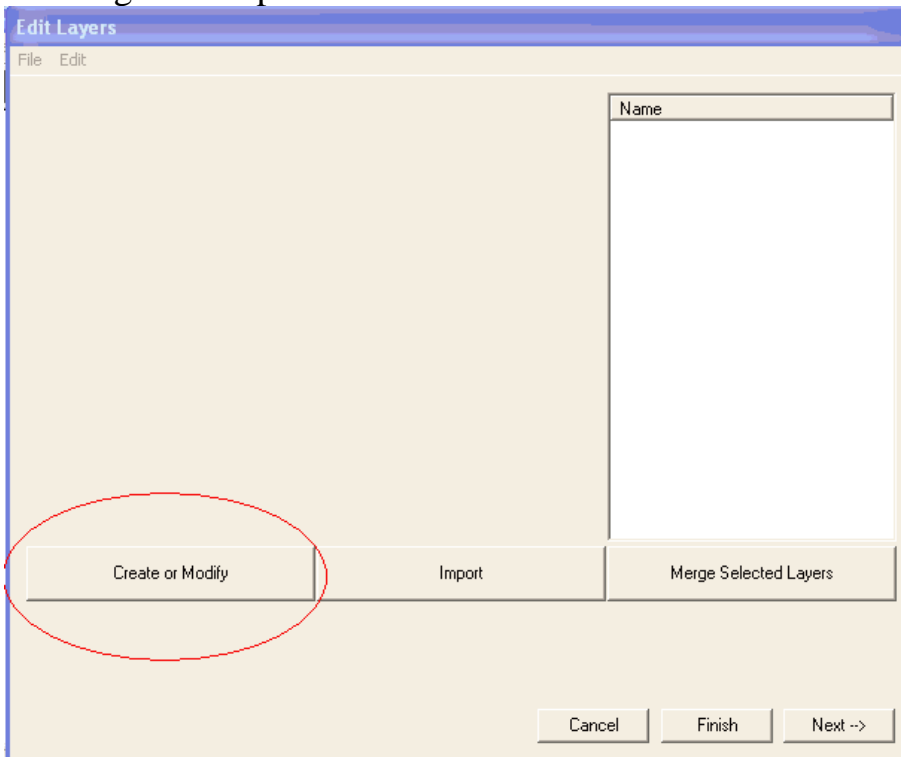 Edit Layers
File Edit
Name
Create or Modify
Import
Merge Selected Layers
Cancel
Finish
Next -->